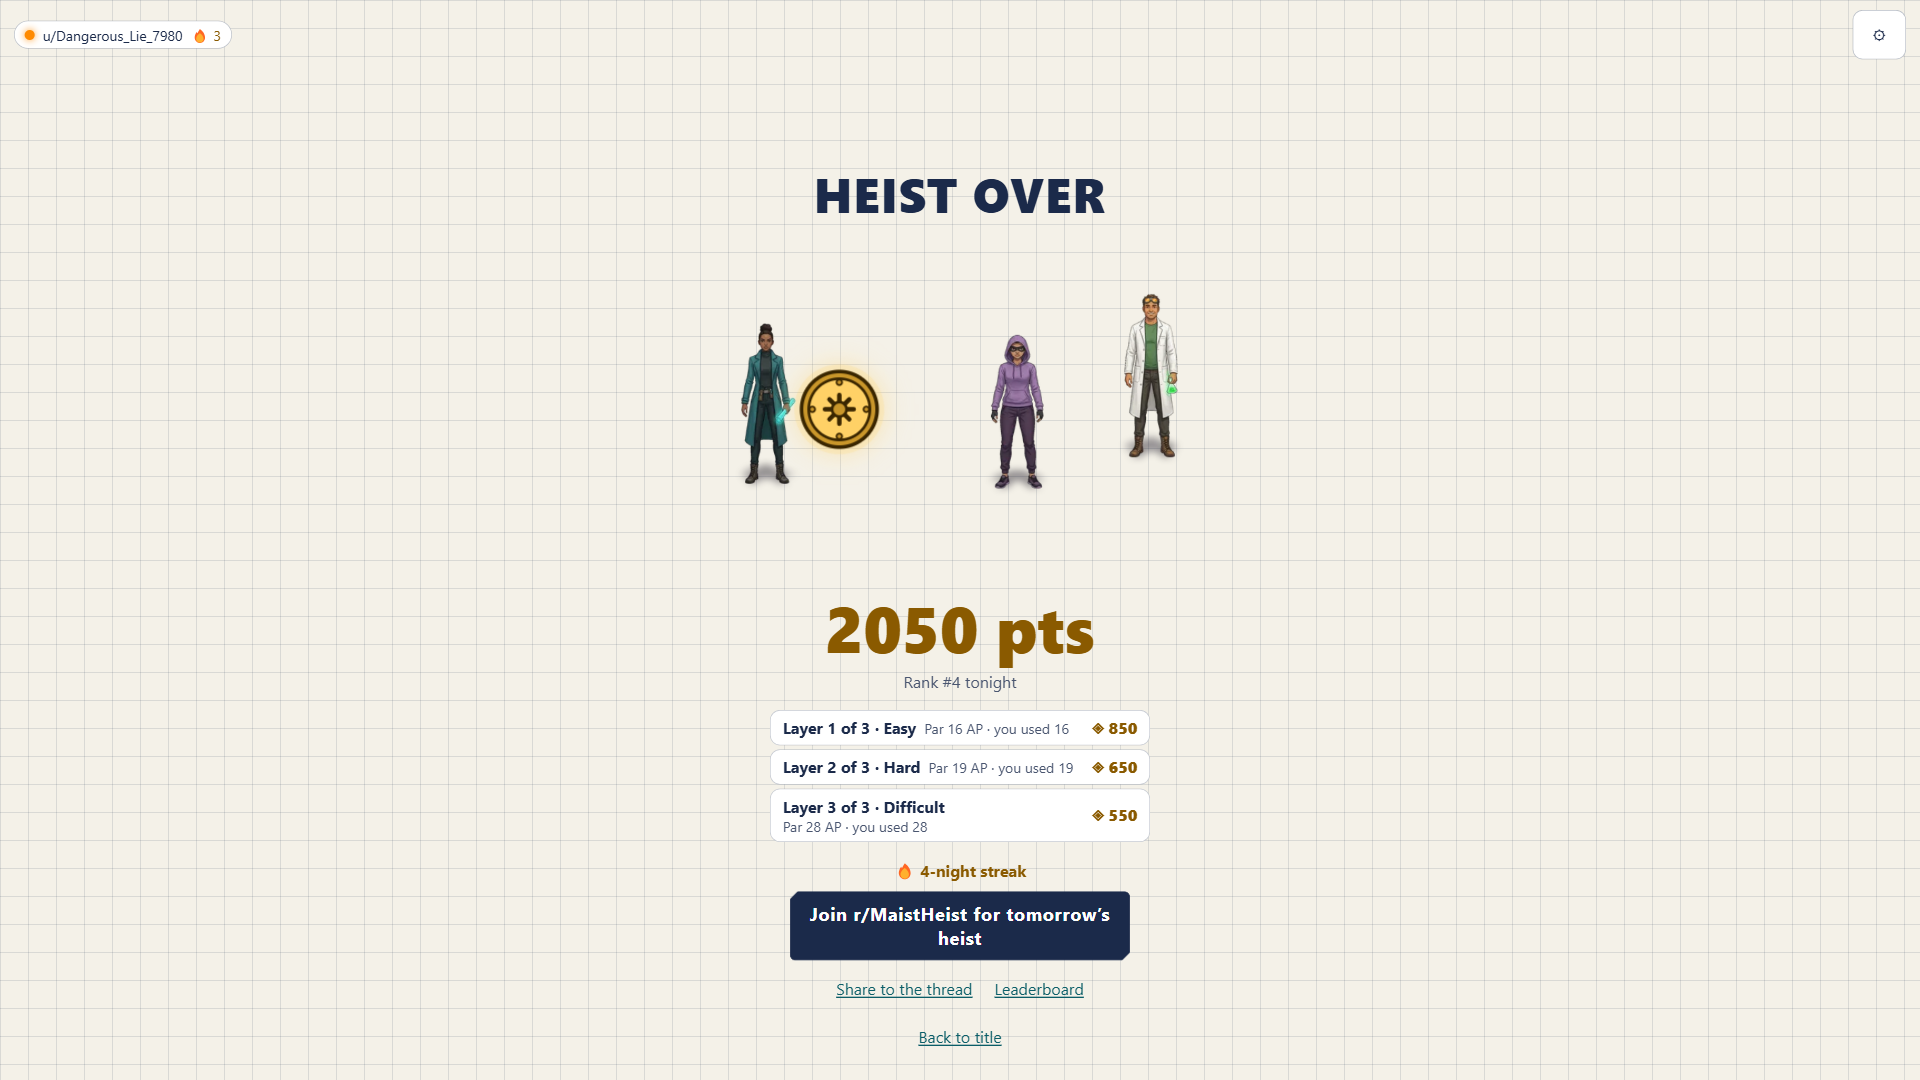 u/Dangerous_Lie_7980 🔥 3
HEIST OVER
2050 pts
Rank #4 tonight
Layer 1 of 3 · Easy Par 16 AP · you used 16 ◈ 850
Layer 2 of 3 · Hard Par 19 AP · you used 19 ◈ 650
Layer 3 of 3 · Difficult
Par 28 AP · you used 28
◈ 550
🔥 4-night streak
Join r/MaistHeist for tomorrow’s
heist
Share to the thread Leaderboard
Back to title